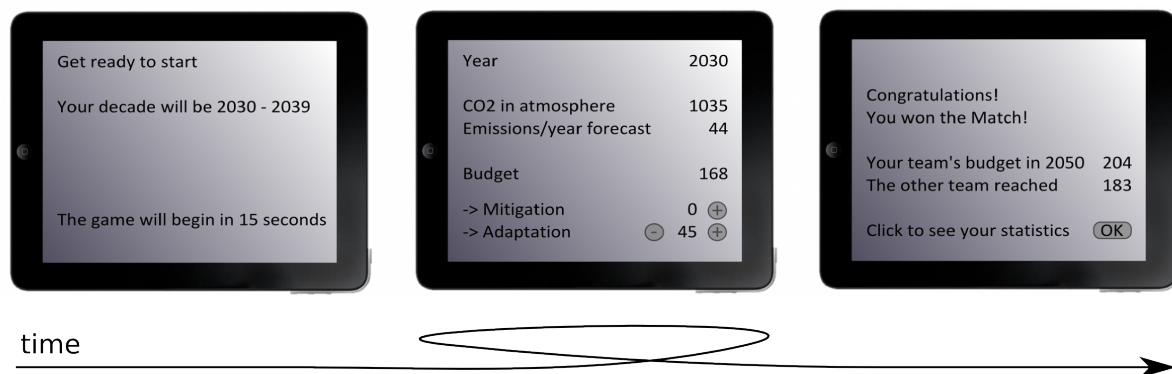 Get ready to start
Your decade will be 2030 - 2039
The game will begin in 15 seconds
Year 2030
CO2 in atmosphere 1035
Emissions/year forecast 44
Budget 168
-> Mitigation 0 +
-> Adaptation - 45 +
Congratulations!
You won the Match!
Your team's budget in 2050 204
The other team reached 183
Click to see your statistics OK
time